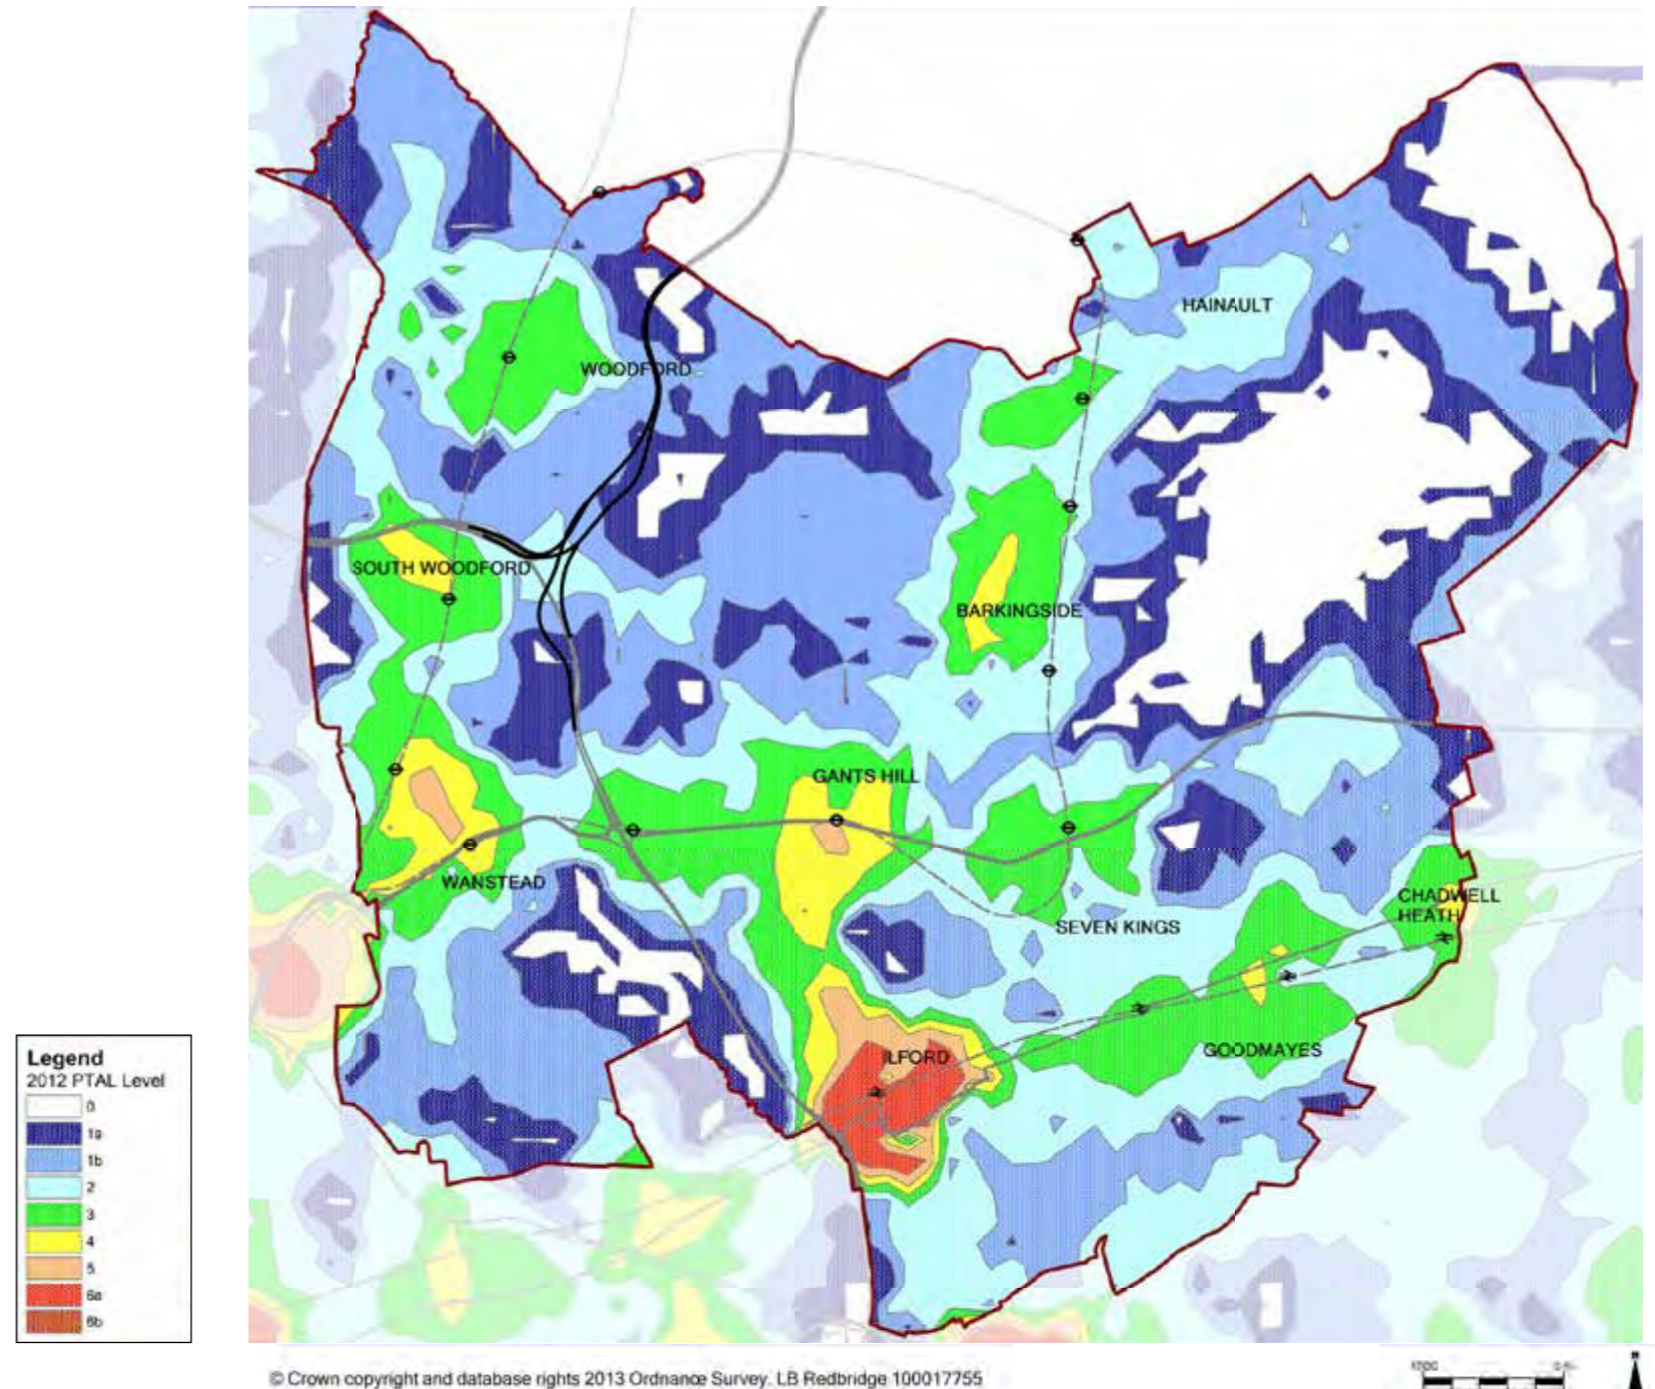 WOODFORD
HAINAULT
SOUTH WOODFORD
BARKINGSIDE
GANTS HILL
WANSTEAD
CHADWELL
HEATH
SEVEN KINGS
ILFORD
GOODMAYES
Legend
2012 PTAL Level
0
1a
1b
2
3
4
5
6a
6b
© Crown copyright and database rights 2013 Ordnance Survey. LB Redbridge 100017755